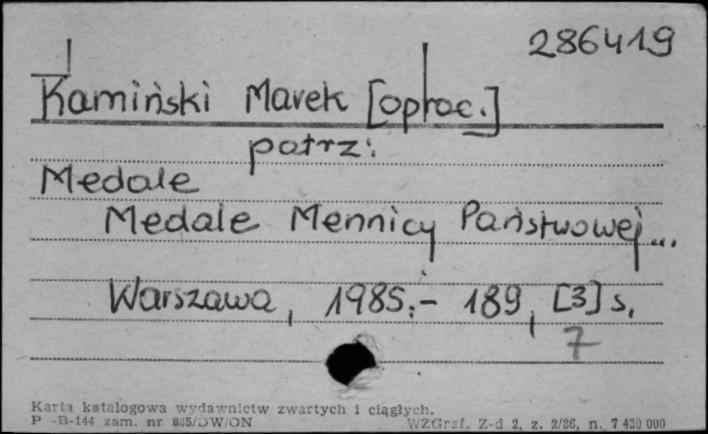 286419
Kamiński Marek [oprac.]
patrz:
Medale
Medale Mennicy Państwowej...
Warszawa, 1985.- 189, [3] s.
7
Karta katalogowa wydawnictw zwartych i ciągłych.
P -B-144 zam. nr 885/DW/ON WZGraf. Z-d 2, z. 2/86, n. 7 430 000